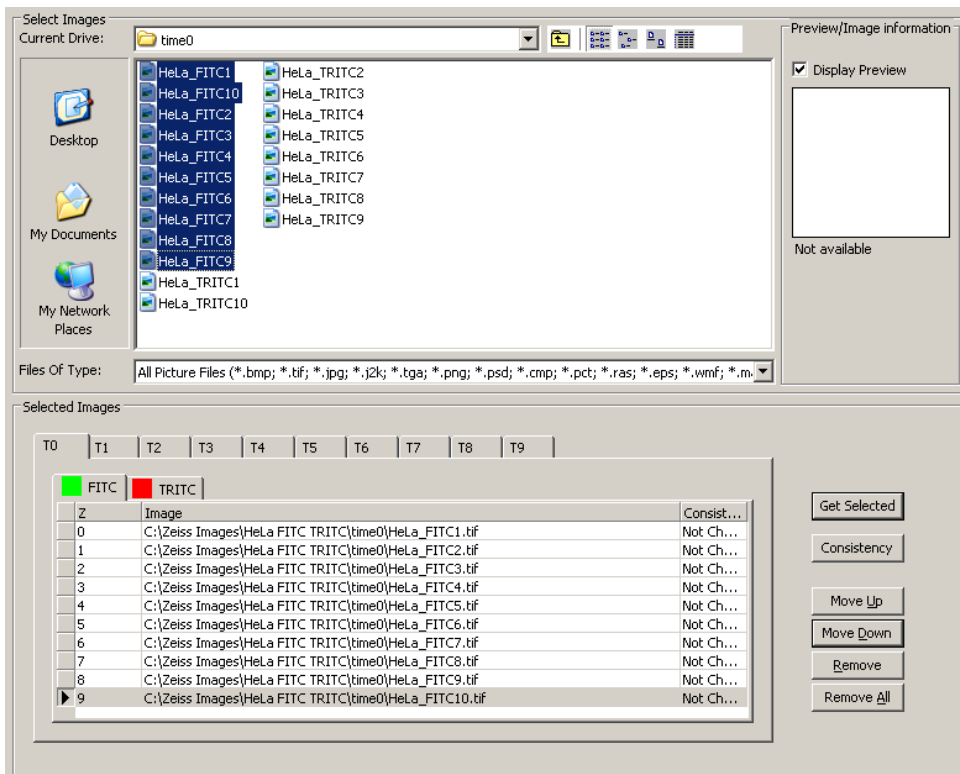 Select Images
Current Drive:
time0
Preview/Image information
Display Preview
Not available
Desktop
My Documents
My Network
Places
HeLa_FITC1
HeLa_FITC10
HeLa_FITC2
HeLa_FITC3
HeLa_FITC4
HeLa_FITC5
HeLa_FITC6
HeLa_FITC7
HeLa_FITC8
HeLa_FITC9
HeLa_TRITC1
HeLa_TRITC10
HeLa_TRITC2
HeLa_TRITC3
HeLa_TRITC4
HeLa_TRITC5
HeLa_TRITC6
HeLa_TRITC7
HeLa_TRITC8
HeLa_TRITC9
Files Of Type:
All Picture Files (*.bmp; *.tif; *.jpg; *.j2k; *.tga; *.png; *.psd; *.cmp; *.pct; *.ras; *.eps; *.wmf; *.m.
Selected Images
T0 T1 T2 T3 T4 T5 T6 T7 T8 T9
FITC TRITC
Z Image Consist...
0 C:\Zeiss Images\HeLa FITC TRITC\time0\HeLa_FITC1.tif Not Ch...
1 C:\Zeiss Images\HeLa FITC TRITC\time0\HeLa_FITC2.tif Not Ch...
2 C:\Zeiss Images\HeLa FITC TRITC\time0\HeLa_FITC3.tif Not Ch...
3 C:\Zeiss Images\HeLa FITC TRITC\time0\HeLa_FITC4.tif Not Ch...
4 C:\Zeiss Images\HeLa FITC TRITC\time0\HeLa_FITC5.tif Not Ch...
5 C:\Zeiss Images\HeLa FITC TRITC\time0\HeLa_FITC6.tif Not Ch...
6 C:\Zeiss Images\HeLa FITC TRITC\time0\HeLa_FITC7.tif Not Ch...
7 C:\Zeiss Images\HeLa FITC TRITC\time0\HeLa_FITC8.tif Not Ch...
8 C:\Zeiss Images\HeLa FITC TRITC\time0\HeLa_FITC9.tif Not Ch...
9 C:\Zeiss Images\HeLa FITC TRITC\time0\HeLa_FITC10.tif Not Ch...
Get Selected
Consistency
Move Up
Move Down
Remove
Remove All